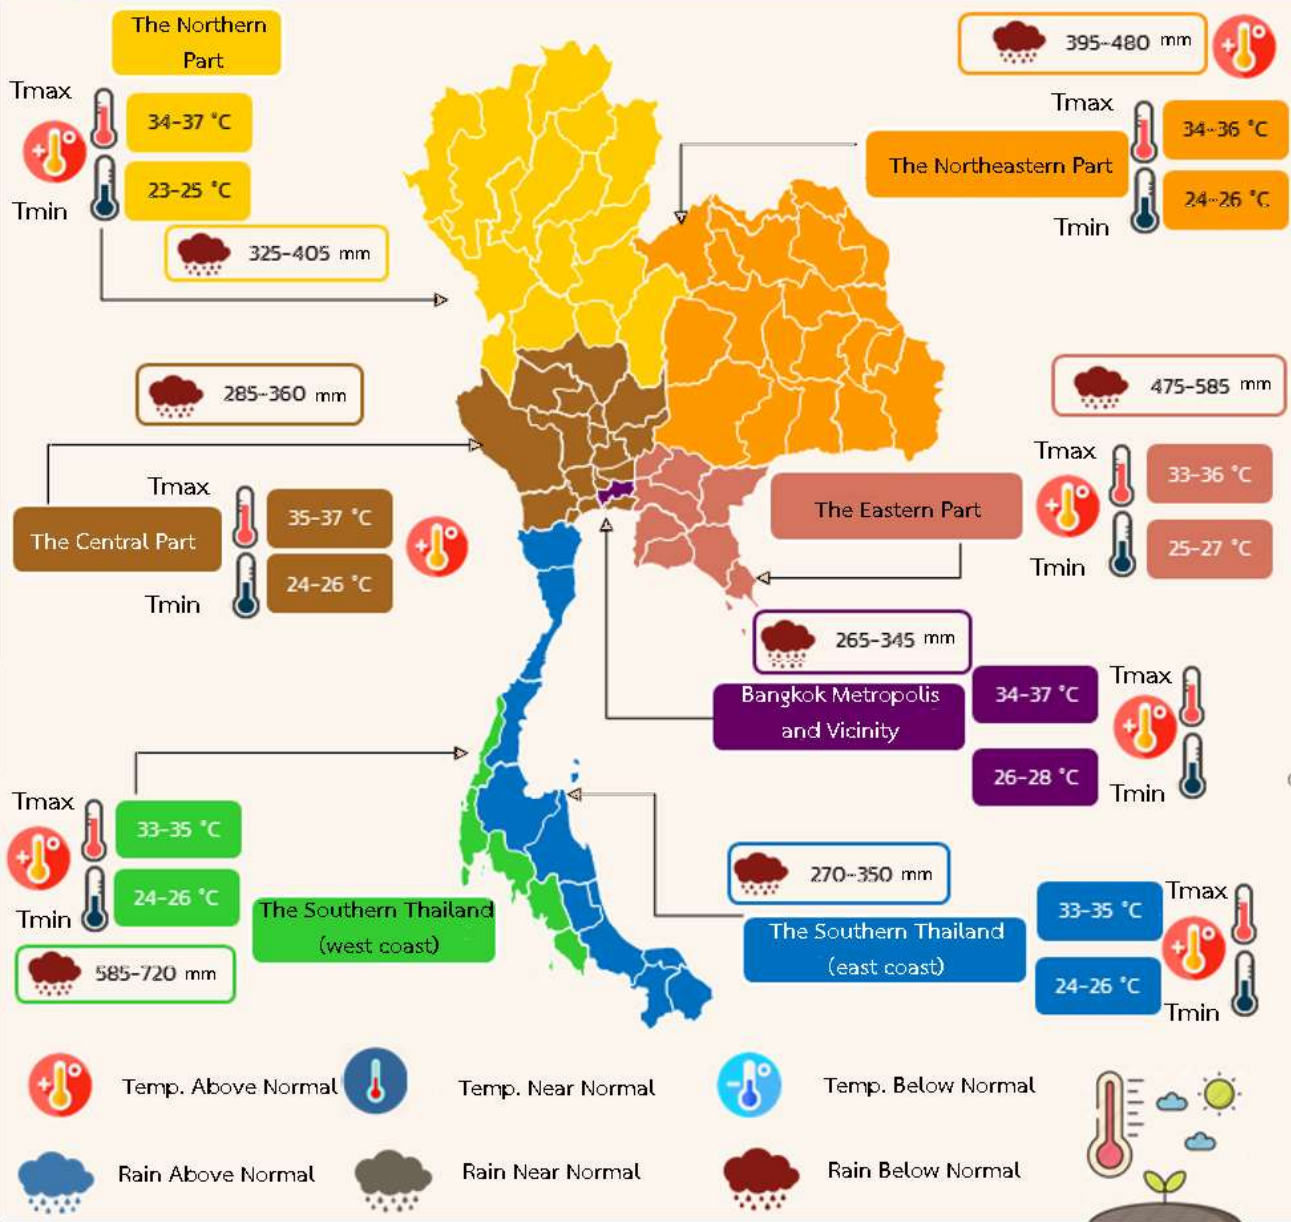 The Northern
Part
Tmax
34-37 °C
23-25 °C
Tmin
325-405 mm
395-480 mm
Tmax
34-36 °C
The Northeastern Part
24-26 °C
Tmin
285-360 mm
Tmax
35-37 °C
The Central Part
24-26 °C
Tmin
475-585 mm
Tmax
33-36 °C
The Eastern Part
25-27 °C
Tmin
265-345 mm
Bangkok Metropolis
and Vicinity
34-37 °C
Tmax
26-28 °C
Tmin
Tmax
33-35 °C
24-26 °C
Tmin
The Southern Thailand
(west coast)
585-720 mm
270-350 mm
The Southern Thailand
(east coast)
33-35 °C
Tmax
24-26 °C
Tmin
Temp. Above Normal
Temp. Near Normal
Temp. Below Normal
Rain Above Normal
Rain Near Normal
Rain Below Normal